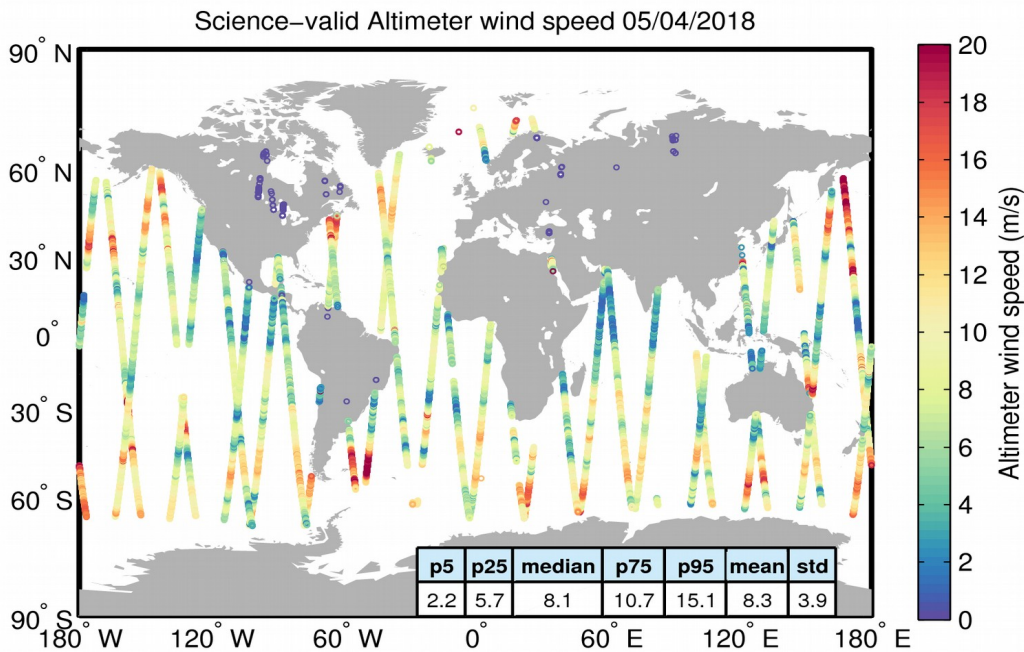 Science−valid Altimeter wind speed 05/04/2018
90° N
60° N
30° N
0°
30° S
60° S
90° S
180° W
120° W
60° W
0°
60° E
120° E
180° E
p5 p25 median p75 p95 mean std
2.2 5.7 8.1 10.7 15.1 8.3 3.9
20
18
16
14
12
10
8
6
4
2
0
Altimeter wind speed (m/s)